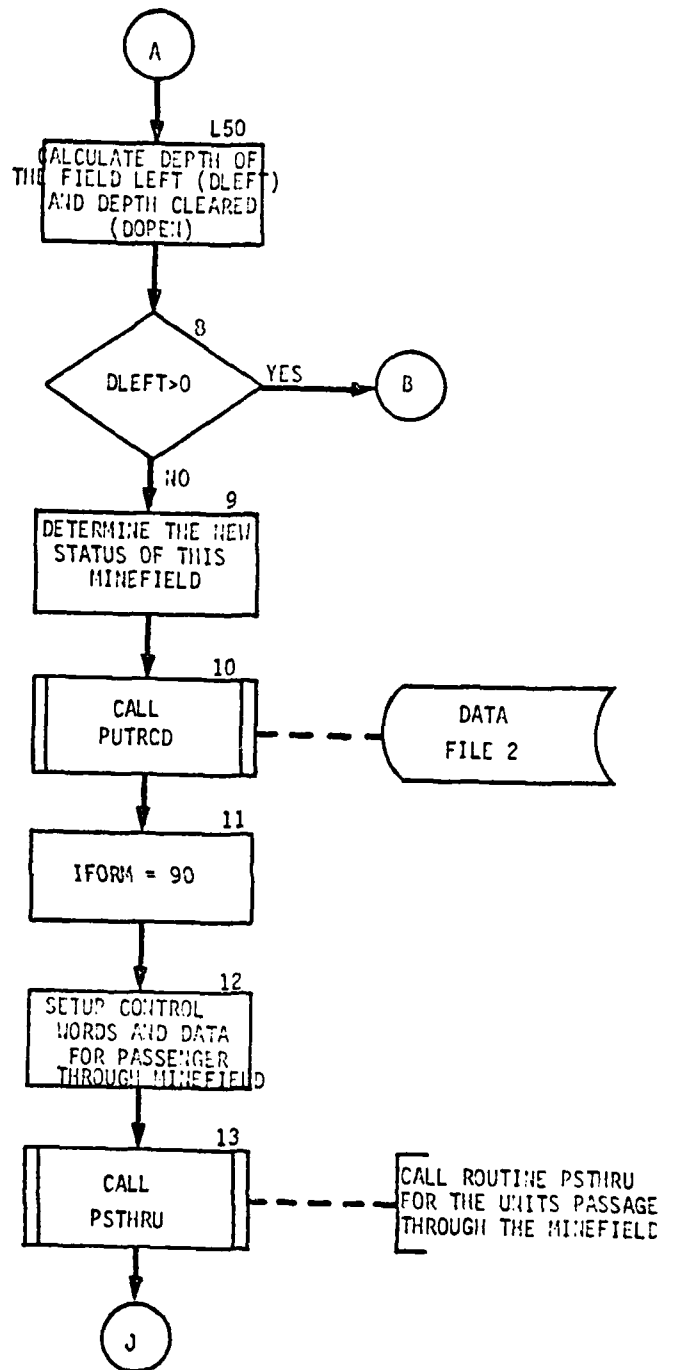 A
L50
CALCULATE DEPTH OF
THE FIELD LEFT (DLEFT)
AND DEPTH CLEARED
(DOPEN)
8
DLEFT>0
YES
B
NO
9
DETERMINE THE NEW
STATUS OF THIS
MINEFIELD
10
CALL
PUTRCD
DATA
FILE 2
11
IFORM = 90
12
SETUP CONTROL
WORDS AND DATA
FOR PASSENGER
THROUGH MINEFIELD
13
CALL
PSTHRU
CALL ROUTINE PSTHRU
FOR THE UNITS PASSAGE
THROUGH THE MINEFIELD
J